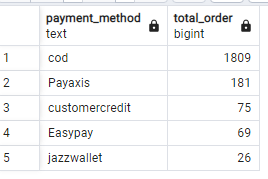 payment_method total_order
text bigint
1 cod 1809
2 Payaxis 181
3 customercredit 75
4 Easypay 69
5 jazzwallet 26